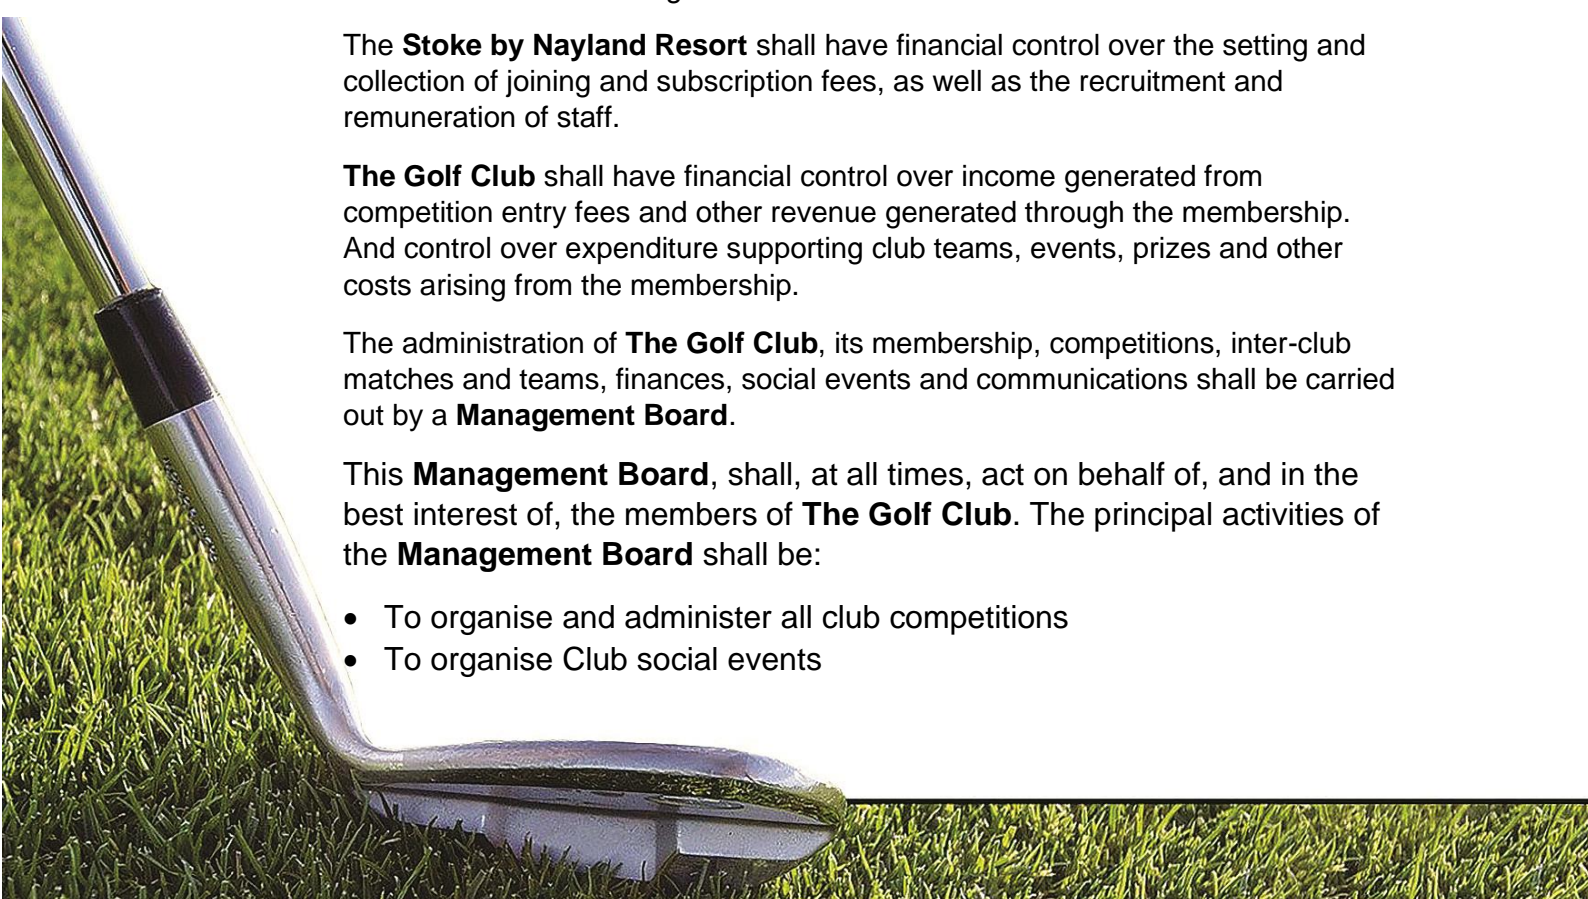 The Stoke by Nayland Resort shall have financial control over the setting and
collection of joining and subscription fees, as well as the recruitment and
remuneration of staff.
The Golf Club shall have financial control over income generated from
competition entry fees and other revenue generated through the membership.
And control over expenditure supporting club teams, events, prizes and other
costs arising from the membership.
The administration of The Golf Club, its membership, competitions, inter-club
matches and teams, finances, social events and communications shall be carried
out by a Management Board.
This Management Board, shall, at all times, act on behalf of, and in the
best interest of, the members of The Golf Club. The principal activities of
the Management Board shall be:
• To organise and administer all club competitions
• To organise Club social events